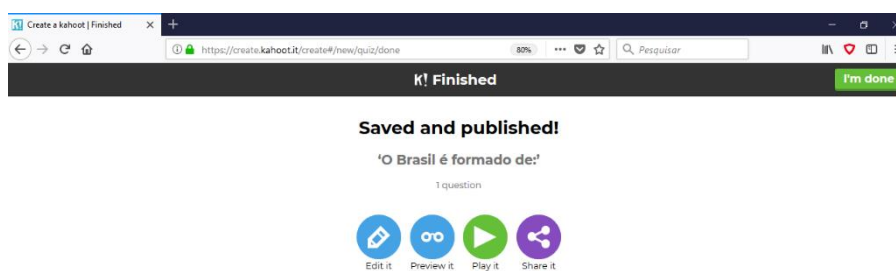 K! Create a kahoot | Finished
https://create.kahoot.it/create#/new/quiz/done 80% Pesquisar
K! Finished I'm done
Saved and published!
‘O Brasil é formado de:’
1 question
Edit it Preview it Play it Share it